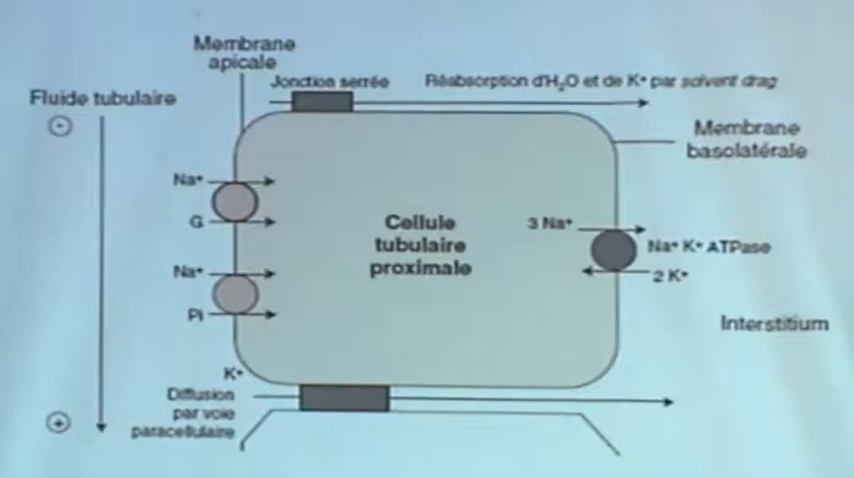 Membrane
apicale
Jonction serrée
Réabsorption d'H₂O et de K⁺ par solvent drag
Fluide tubulaire
Membrane
basolatérale
Na⁺
G
Cellule
tubulaire
proximale
3 Na⁺
Na⁺ K⁺ ATPase
2 K⁺
Na⁺
Pi
Interstitium
K⁺
Diffusion
par voie
paracellulaire